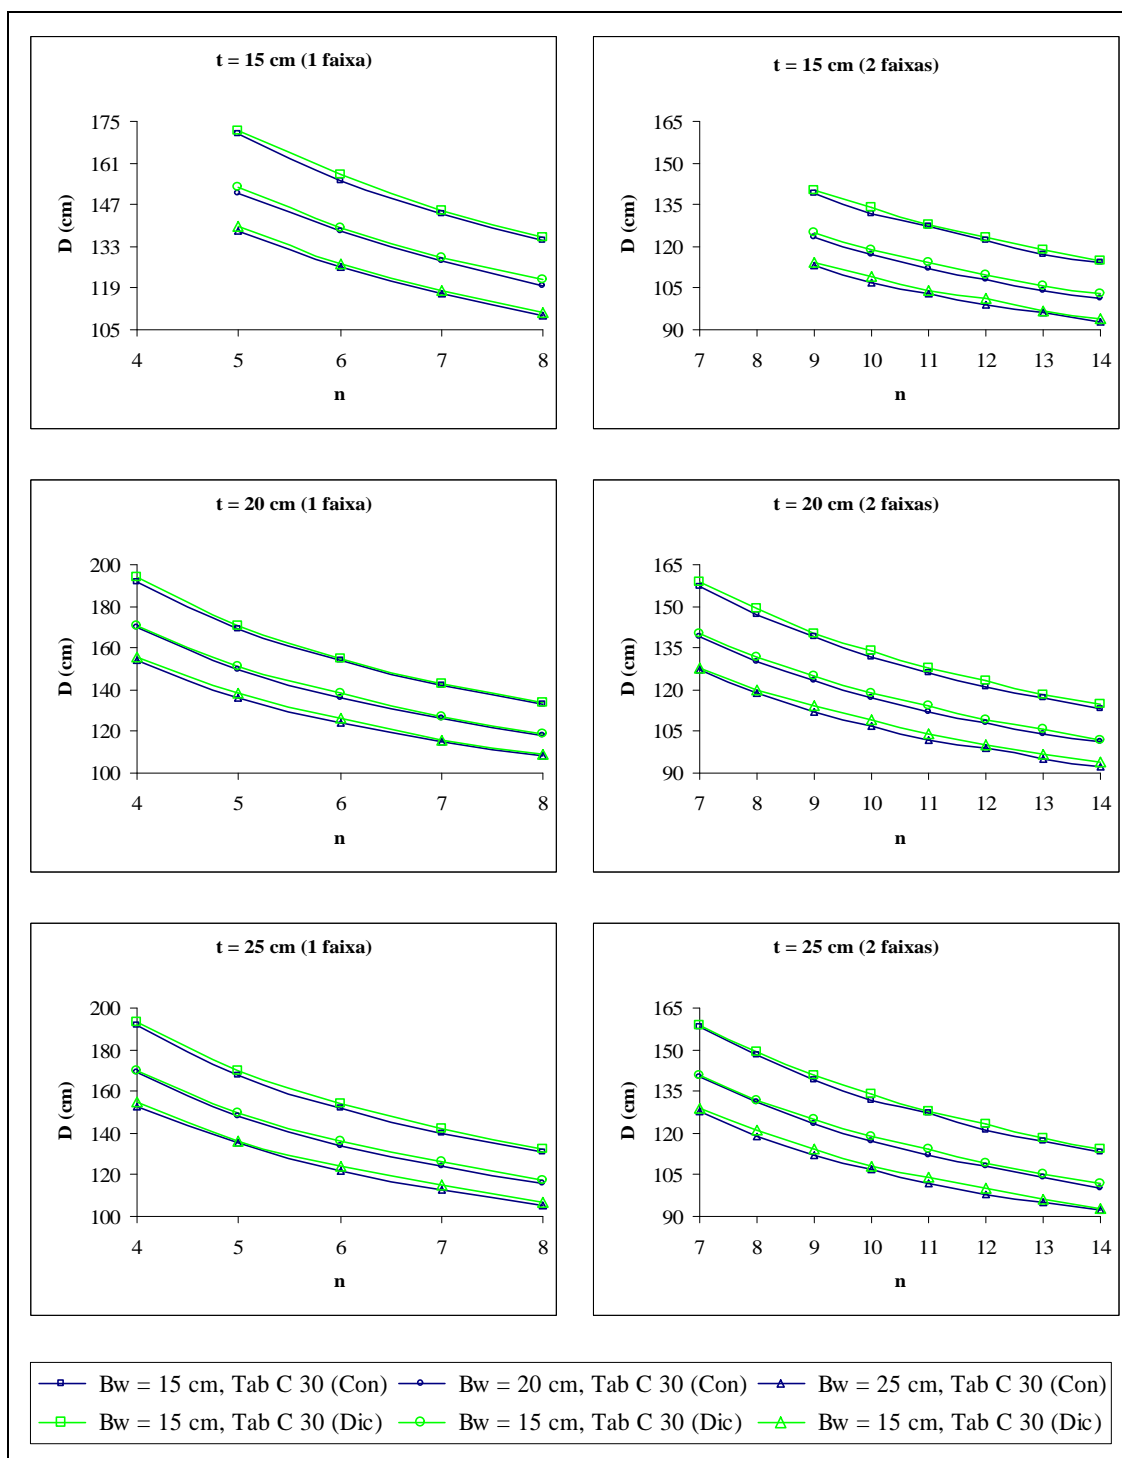 t = 15 cm (1 faixa)
175
161
147
133
119
105
D (cm)
4 5 6 7 8
n
t = 15 cm (2 faixas)
165
150
135
120
105
90
D (cm)
7 8 9 10 11 12 13 14
n
t = 20 cm (1 faixa)
200
180
160
140
120
100
D (cm)
4 5 6 7 8
n
t = 20 cm (2 faixas)
165
150
135
120
105
90
D (cm)
7 8 9 10 11 12 13 14
n
t = 25 cm (1 faixa)
200
180
160
140
120
100
D (cm)
4 5 6 7 8
n
t = 25 cm (2 faixas)
165
150
135
120
105
90
D (cm)
7 8 9 10 11 12 13 14
n
Bw = 15 cm, Tab C 30 (Con) Bw = 20 cm, Tab C 30 (Con) Bw = 25 cm, Tab C 30 (Con)
Bw = 15 cm, Tab C 30 (Dic) Bw = 15 cm, Tab C 30 (Dic) Bw = 15 cm, Tab C 30 (Dic)